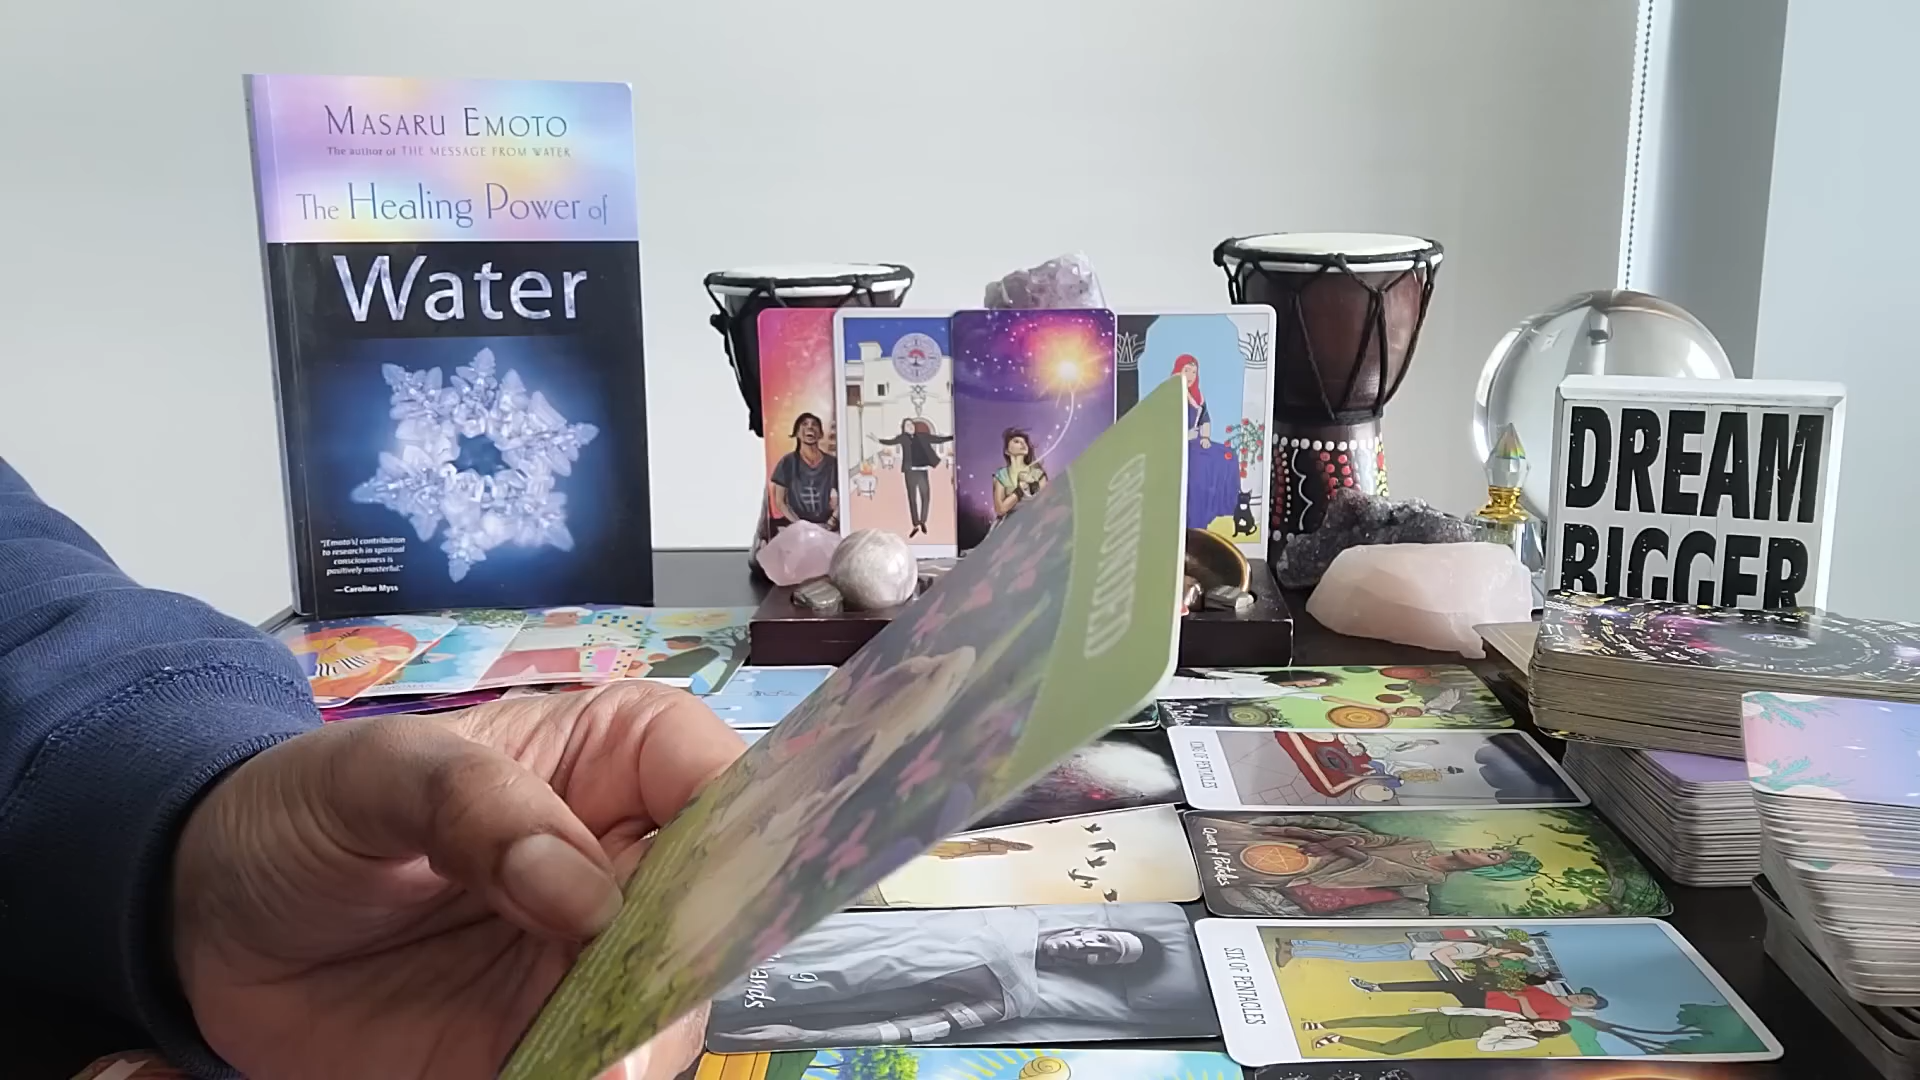 MASARU EMOTO
The author of THE MESSAGE FROM WATER
The Healing Power of
Water
"[Emoto's] contribution
to research in spiritual
consciousness is
positively masterful."
—Caroline Myss
DREAM
BIGGER
GROUNDED
KING OF PENTACLES
Queen of Pentacles
9
Wands
SIX OF PENTACLES